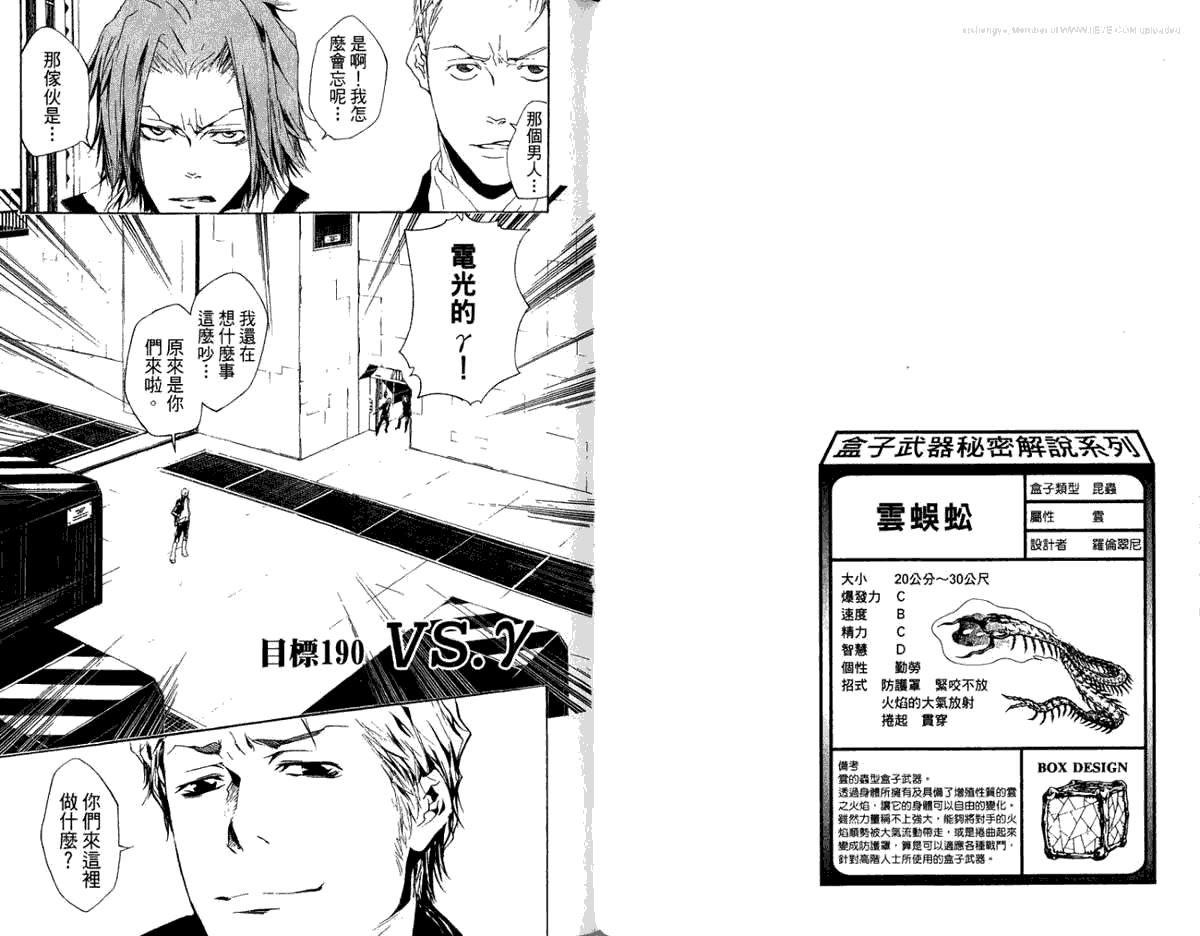 aishengye, Member of WWW.IIEYE.COM uploaded
盒子武器秘密解說系列
雲蜈蚣
盒子類型 昆蟲
屬性 雲
設計者 羅倫翠尼
大小 20公分～30公尺
爆發力 C
速度 B
精力 C
智慧 D
個性 勤勞
招式 防護罩 緊咬不放
火焰的大氣放射
捲起 貫穿
備考
雲的蟲型盒子武器。
透過身體所擁有及具備了增殖性質的雲
之火焰，讓它的身體可以自由的變化。
雖然力量稱不上強大，能夠將對手的火
焰順勢被大氣流動帶走，或是捲曲起來
變成防護罩，算是可以適應各種戰鬥，
針對高階人士所使用的盒子武器。
BOX DESIGN
那個男人…
是啊！我怎
麼會忘呢…
那傢伙是…
電光的γ！
我還在
想什麼事
這麼吵…
原來是你
們來啦。
目標190 VS.γ
你們來這裡
做什麼？